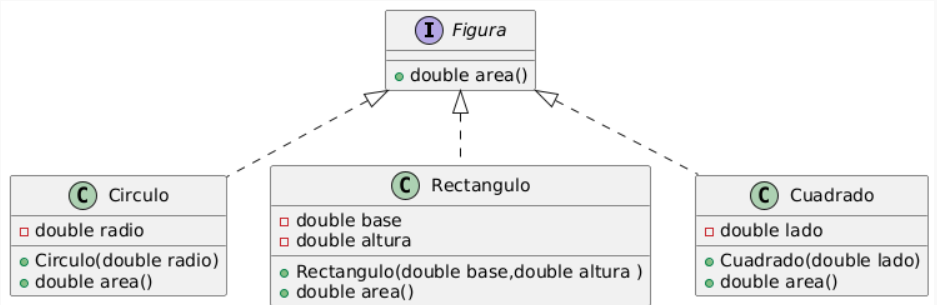 I Figura
double area()
C Circulo
double radio
Circulo(double radio)
double area()
C Rectangulo
double base
double altura
Rectangulo(double base,double altura )
double area()
C Cuadrado
double lado
Cuadrado(double lado)
double area()